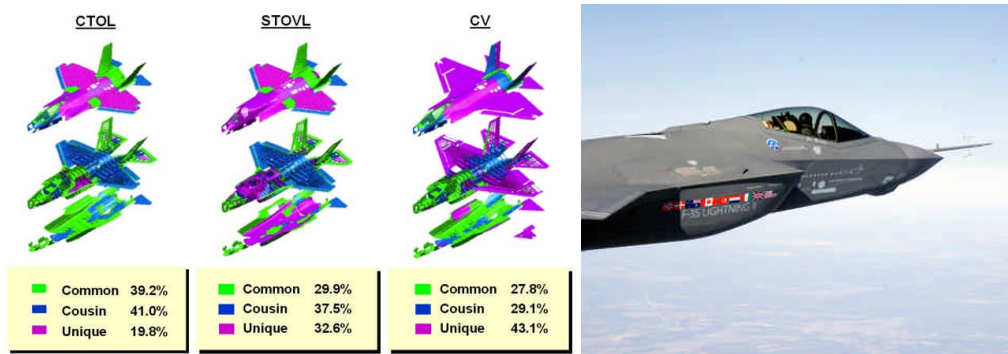 CTOL
STOVL
CV
Common 39.2%
Cousin 41.0%
Unique 19.8%
Common 29.9%
Cousin 37.5%
Unique 32.6%
Common 27.8%
Cousin 29.1%
Unique 43.1%
F-35 LIGHTNING II